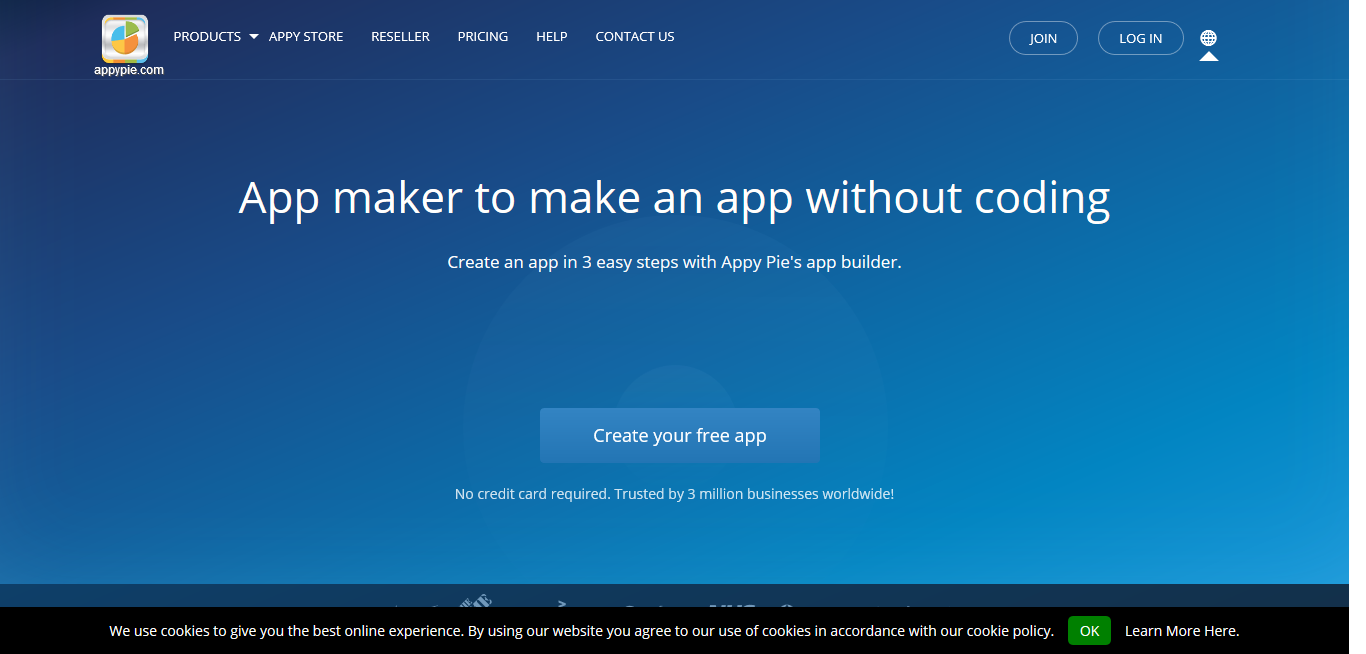 PRODUCTS APPY STORE RESELLER PRICING HELP CONTACT US JOIN LOG IN
appypie.com
App maker to make an app without coding
Create an app in 3 easy steps with Appy Pie's app builder.
Create your free app
No credit card required. Trusted by 3 million businesses worldwide!
We use cookies to give you the best online experience. By using our website you agree to our use of cookies in accordance with our cookie policy. OK Learn More Here.